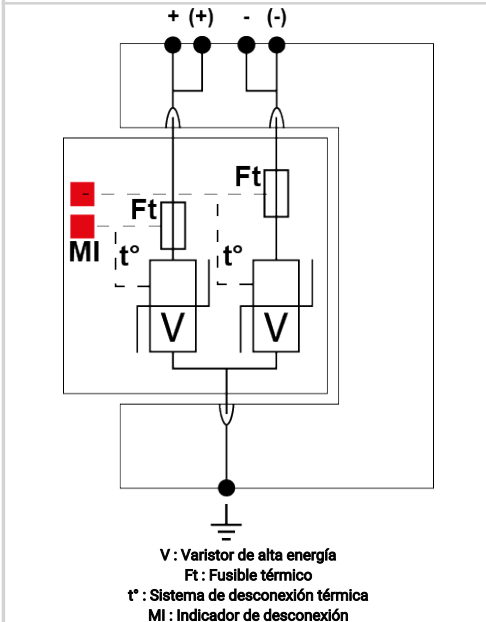 + (+) - (-)
Ft
Ft
MI t° t°
V V
V : Varistor de alta energía
Ft : Fusible térmico
t° : Sistema de desconexión térmica
MI : Indicador de desconexión